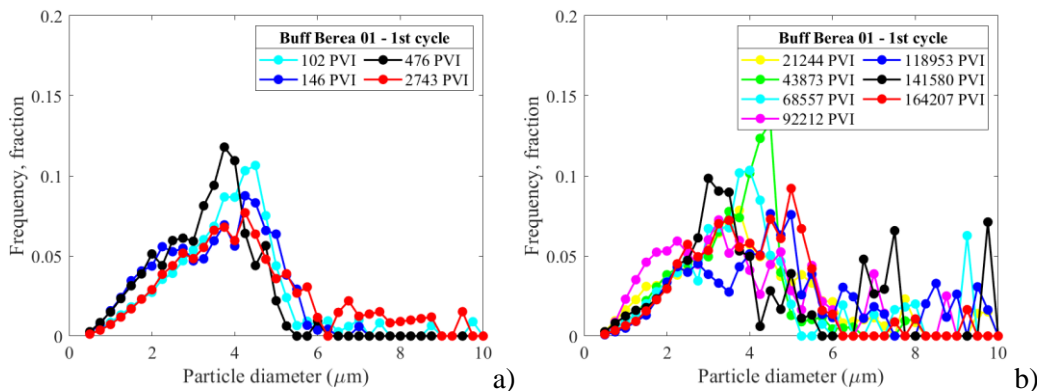 Buff Berea 01 - 1st cycle
102 PVI 476 PVI
146 PVI 2743 PVI
0.2
0.15
0.1
0.05
0
0 2 4 6 8 10
Frequency, fraction
Particle diameter (μm)
a)
Buff Berea 01 - 1st cycle
21244 PVI 118953 PVI
43873 PVI 141580 PVI
68557 PVI 164207 PVI
92212 PVI
0.2
0.15
0.1
0.05
0
0 2 4 6 8 10
Frequency, fraction
Particle diameter (μm)
b)